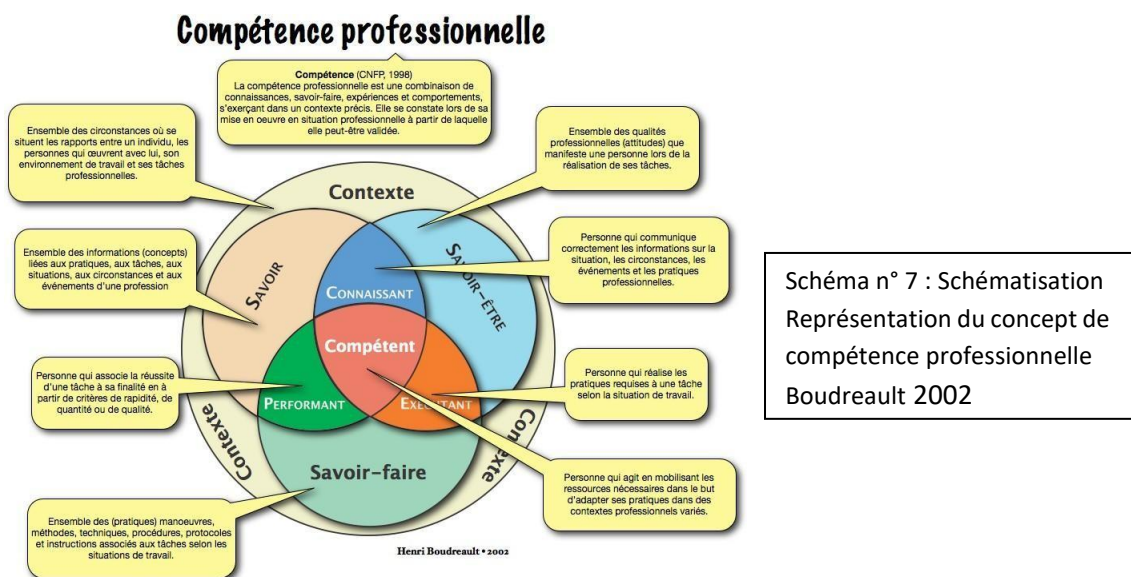 Compétence professionnelle
Compétence (CNFP, 1998)
La compétence professionnelle est une combinaison de
connaissances, savoir-faire, expériences et comportements,
s'exerçant dans un contexte précis. Elle se constate lors de sa
mise en oeuvre en situation professionnelle à partir de laquelle
elle peut-être validée.
Ensemble des circonstances où se
situent les rapports entre un individu, les
personnes qui œuvrent avec lui, son
environnement de travail et ses tâches
professionnelles.
Ensemble des qualités
professionnelles (attitudes) que
manifeste une personne lors de la
réalisation de ses tâches.
Contexte
Ensemble des informations (concepts)
liées aux pratiques, aux tâches, aux
situations, aux circonstances et aux
événements d'une profession
SAVOIR
SAVOIR-ÊTRE
CONNAISSANT
Personne qui communique
correctement les informations sur la
situation, les circonstances, les
événements et les pratiques
professionnelles.
Compétent
Personne qui associe la réussite
d'une tâche à sa finalité en à
partir de critères de rapidité, de
quantité ou de qualité.
PERFORMANT
EXÉCUTANT
Personne qui réalise les
pratiques requises à une tâche
selon la situation de travail.
Contexte
Contexte
Savoir-faire
Personne qui agit en mobilisant les
ressources nécessaires dans le but
d'adapter ses pratiques dans des
contextes professionnels variés.
Ensemble des (pratiques) manoeuvres,
méthodes, techniques, procédures, protocoles
et instructions associés aux tâches selon les
situations de travail.
Henri Boudreault • 2002
Schéma n° 7 : Schématisation
Représentation du concept de
compétence professionnelle
Boudreault 2002